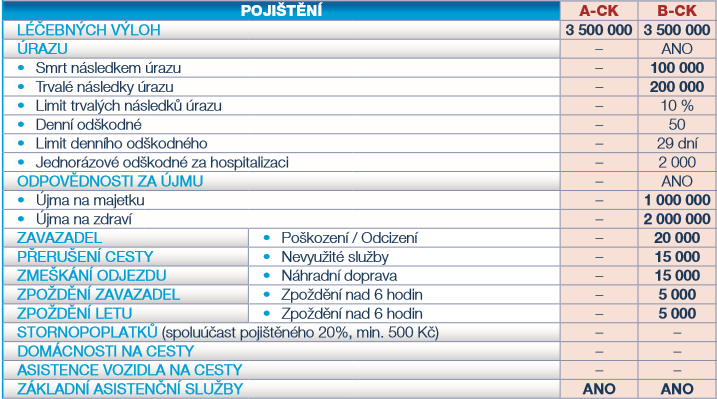 POJIŠTĚNÍ A-CK B-CK
LÉČEBNÝCH VÝLOH 3 500 000 3 500 000
ÚRAZU – ANO
• Smrt následkem úrazu – 100 000
• Trvalé následky úrazu – 200 000
• Limit trvalých následků úrazu – 10 %
• Denní odškodné – 50
• Limit denního odškodného – 29 dní
• Jednorázové odškodné za hospitalizaci – 2 000
ODPOVĚDNOSTI ZA ÚJMU – ANO
• Újma na majetku – 1 000 000
• Újma na zdraví – 2 000 000
ZAVAZADEL • Poškození / Odcizení – 20 000
PŘERUŠENÍ CESTY • Nevyužité služby – 15 000
ZMEŠKÁNÍ ODJEZDU • Náhradní doprava – 15 000
ZPOŽDĚNÍ ZAVAZADEL • Zpoždění nad 6 hodin – 5 000
ZPOŽDĚNÍ LETU • Zpoždění nad 6 hodin – 5 000
STORNOPOPLATKŮ (spoluúčast pojištěného 20%, min. 500 Kč) – –
DOMÁCNOSTI NA CESTY – –
ASISTENCE VOZIDLA NA CESTY – –
ZÁKLADNÍ ASISTENČNÍ SLUŽBY ANO ANO